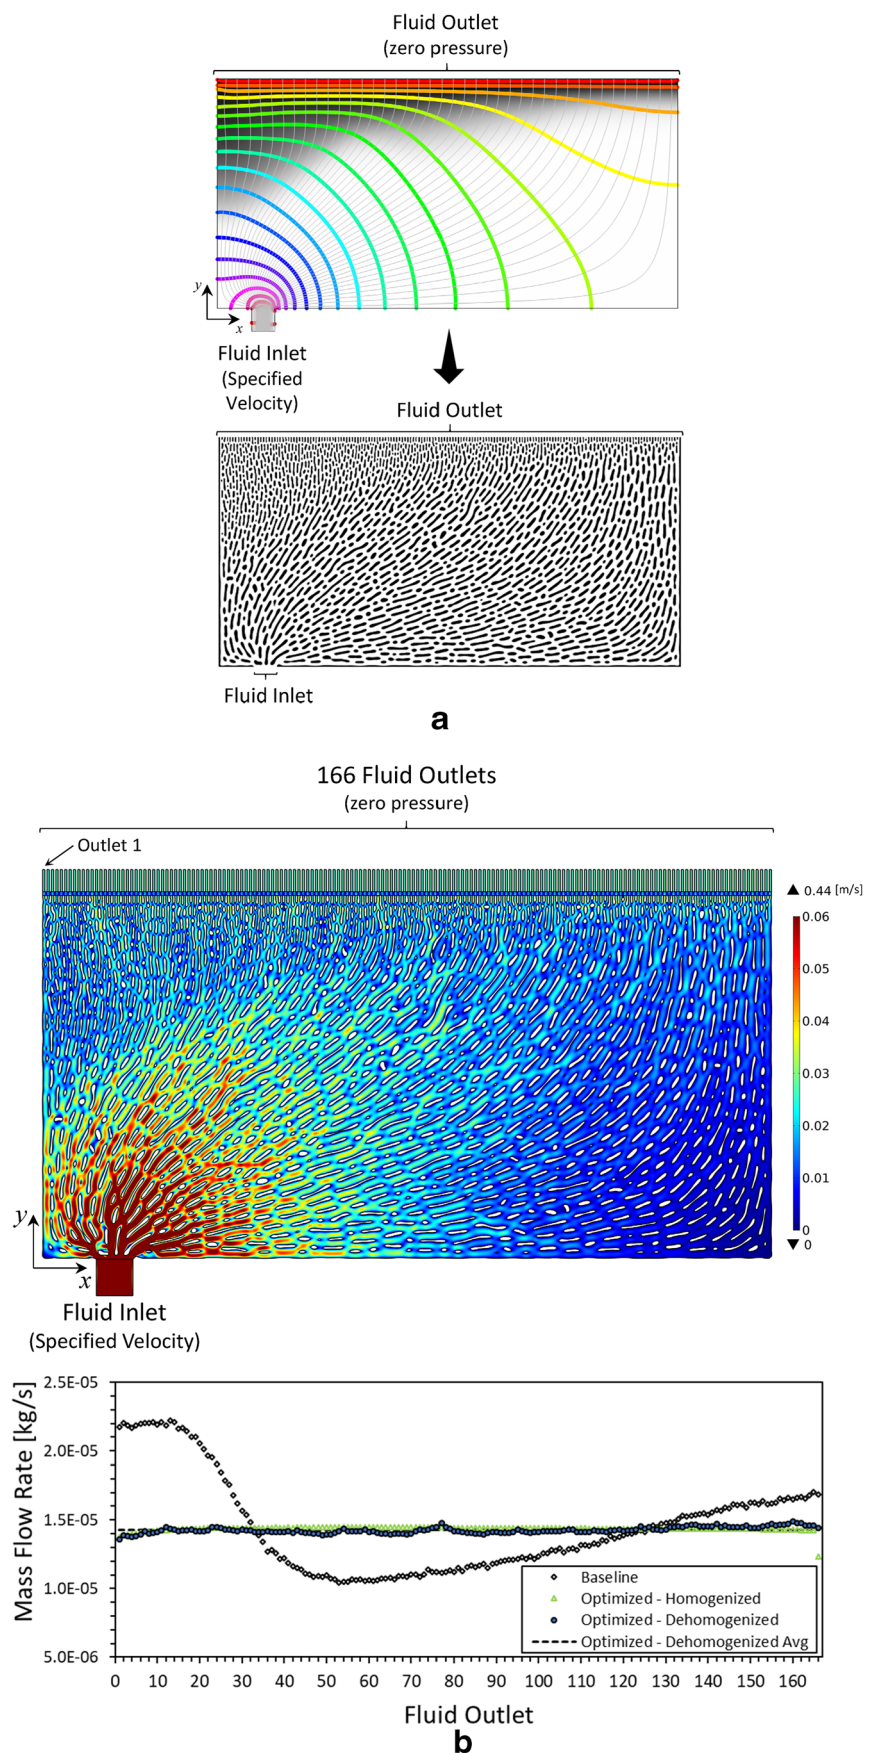 Fluid Outlet
(zero pressure)
y
x
Fluid Inlet
(Specified
Velocity)
Fluid Outlet
Fluid Inlet
a
166 Fluid Outlets
(zero pressure)
Outlet 1
▲ 0.44 [m/s]
0.06
0.05
0.04
0.03
0.02
0.01
0
▼ 0
y
x
Fluid Inlet
(Specified Velocity)
Mass Flow Rate [kg/s]
2.5E-05
2.0E-05
1.5E-05
1.0E-05
5.0E-06
Baseline
Optimized - Homogenized
Optimized - Dehomogenized
Optimized - Dehomogenized Avg
0 10 20 30 40 50 60 70 80 90 100 110 120 130 140 150 160
Fluid Outlet
b